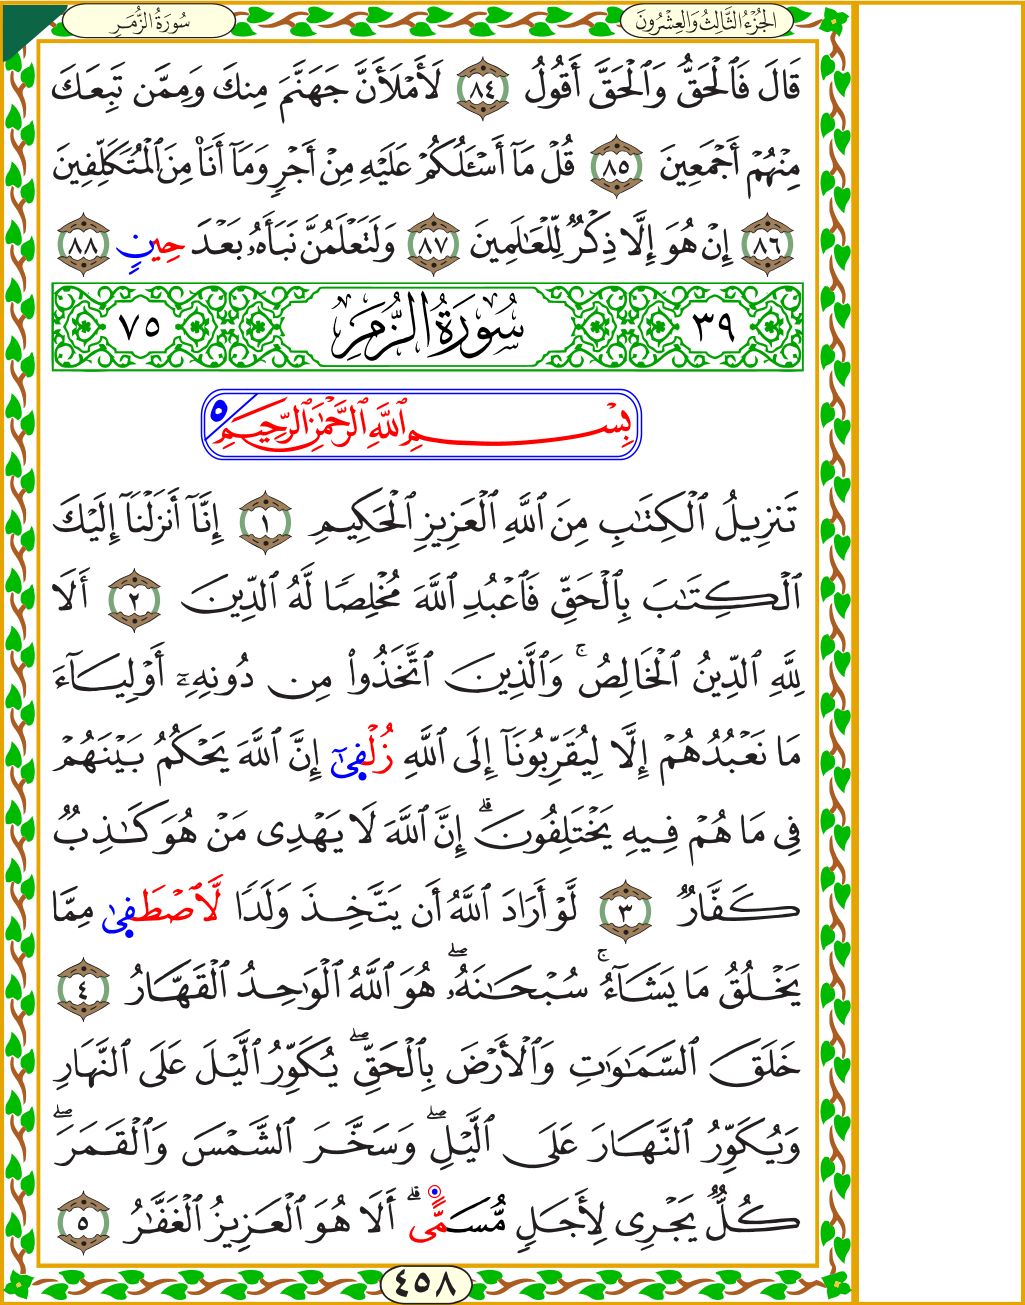 الجُزْءُ الثَّالِثُ وَالعِشْرُونَ
سُورَةُ الزُّمَرِ
قَالَ فَٱلۡحَقُّ وَٱلۡحَقَّ أَقُولُ ٨٤ لَأَمۡلَأَنَّ جَهَنَّمَ مِنكَ وَمِمَّن تَبِعَكَ
مِنۡهُمۡ أَجۡمَعِينَ ٨٥ قُلۡ مَآ أَسۡـَٔلُكُمۡ عَلَيۡهِ مِنۡ أَجۡرٖ وَمَآ أَنَا۠ مِنَ ٱلۡمُتَكَلِّفِينَ
٨٦ إِنۡ هُوَ إِلَّا ذِكۡرٞ لِّلۡعَٰلَمِينَ ٨٧ وَلَتَعۡلَمُنَّ نَبَأَهُۥ بَعۡدَ حِينِۭ ٨٨
٣٩ سُورَةُ الزُّمَرِ ٧٥
بِسۡمِ ٱللَّهِ ٱلرَّحۡمَٰنِ ٱلرَّحِيمِ ٥
تَنزِيلُ ٱلۡكِتَٰبِ مِنَ ٱللَّهِ ٱلۡعَزِيزِ ٱلۡحَكِيمِ ١ إِنَّآ أَنزَلۡنَآ إِلَيۡكَ
ٱلۡكِتَٰبَ بِٱلۡحَقِّ فَٱعۡبُدِ ٱللَّهَ مُخۡلِصٗا لَّهُ ٱلدِّينَ ٢ أَلَا
لِلَّهِ ٱلدِّينُ ٱلۡخَالِصُۚ وَٱلَّذِينَ ٱتَّخَذُواْ مِن دُونِهِۦٓ أَوۡلِيَآءَ
مَا نَعۡبُدُهُمۡ إِلَّا لِيُقَرِّبُونَآ إِلَى ٱللَّهِ زُلۡفٜىٰٓ إِنَّ ٱللَّهَ يَحۡكُمُ بَيۡنَهُمۡ
فِي مَا هُمۡ فِيهِ يَخۡتَلِفُونَۗ إِنَّ ٱللَّهَ لَا يَهۡدِي مَنۡ هُوَ كَٰذِبٞ
كَفَّارٞ ٣ لَّوۡ أَرَادَ ٱللَّهُ أَن يَتَّخِذَ وَلَدٗا لَّٱصۡطَفٜىٰ مِمَّا
يَخۡلُقُ مَا يَشَآءُۚ سُبۡحَٰنَهُۥۖ هُوَ ٱللَّهُ ٱلۡوَٰحِدُ ٱلۡقَهَّارُ ٤
خَلَقَ ٱلسَّمَٰوَٰتِ وَٱلۡأَرۡضَ بِٱلۡحَقِّۖ يُكَوِّرُ ٱلَّيۡلَ عَلَى ٱلنَّهَارِ
وَيُكَوِّرُ ٱلنَّهَارَ عَلَى ٱلَّيۡلِۖ وَسَخَّرَ ٱلشَّمۡسَ وَٱلۡقَمَرَۖ
كُلّٞ يَجۡرِي لِأَجَلٖ مُّسَمًّىۗ أَلَا هُوَ ٱلۡعَزِيزُ ٱلۡغَفَّٰرُ ٥
٤٥٨